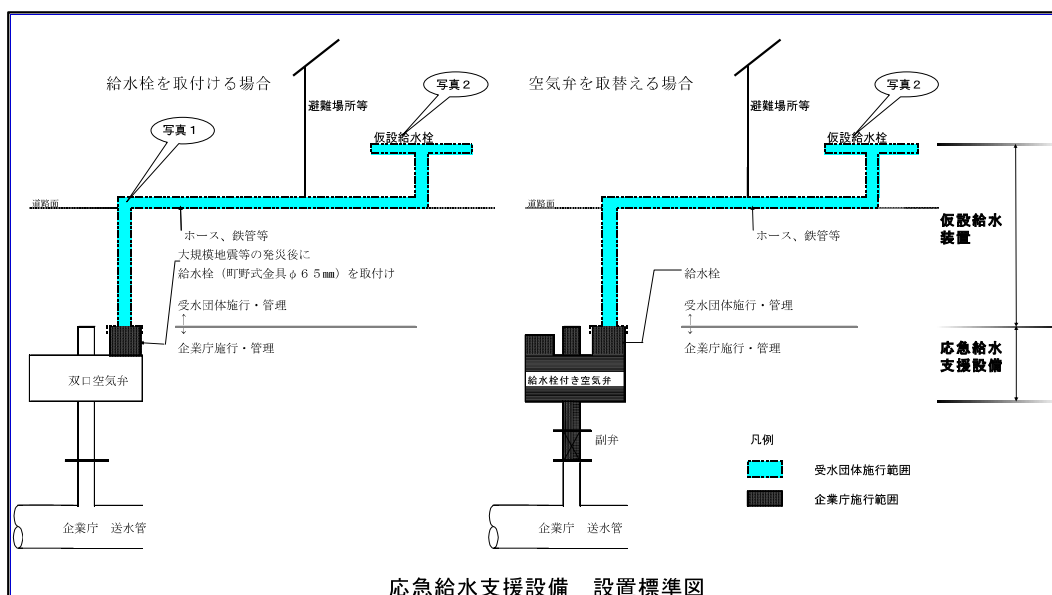 給水栓を取付ける場合
写真２
避難場所等
写真１
仮設給水栓
道路面
ホース、鉄管等
大規模地震等の発災後に
給水栓（町野式金具φ６５㎜）を取付け
受水団体施行・管理
企業庁施行・管理
双口空気弁
企業庁　送水管
空気弁を取替える場合
写真２
避難場所等
仮設給水栓
道路面
ホース、鉄管等
給水栓
受水団体施行・管理
企業庁施行・管理
給水栓付き空気弁
副弁
企業庁　送水管
仮設給水
装置
応急給水
支援設備
凡例
受水団体施行範囲
企業庁施行範囲
応急給水支援設備　設置標準図